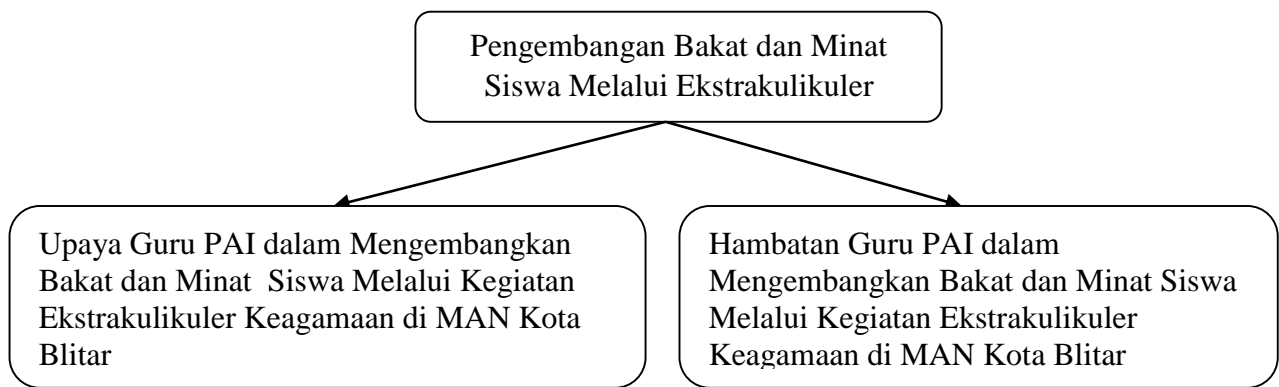 Pengembangan Bakat dan Minat
Siswa Melalui Ekstrakulikuler
Upaya Guru PAI dalam Mengembangkan
Bakat dan Minat  Siswa Melalui Kegiatan
Ekstrakulikuler Keagamaan di MAN Kota
Blitar
Hambatan Guru PAI dalam
Mengembangkan Bakat dan Minat Siswa
Melalui Kegiatan Ekstrakulikuler
Keagamaan di MAN Kota Blitar